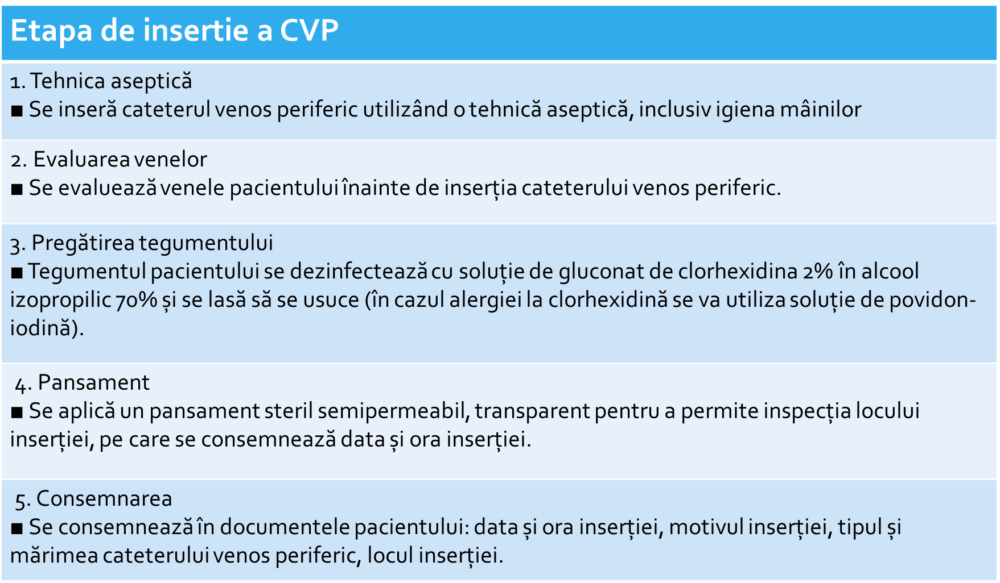 Etapa de insertie a CVP
1. Tehnica aseptică
■ Se inseră cateterul venos periferic utilizând o tehnică aseptică, inclusiv igiena mâinilor
2. Evaluarea venelor
■ Se evaluează venele pacientului înainte de inserția cateterului venos periferic.
3. Pregătirea tegumentului
■ Tegumentul pacientului se dezinfectează cu soluție de gluconat de clorhexidina 2% în alcool
izopropilic 70% și se lasă să se usuce (în cazul alergiei la clorhexidină se va utiliza soluție de povidon-
iodină).
4. Pansament
■ Se aplică un pansament steril semipermeabil, transparent pentru a permite inspecția locului
inserției, pe care se consemnează data și ora inserției.
5. Consemnarea
■ Se consemnează în documentele pacientului: data și ora inserției, motivul inserției, tipul și
mărimea cateterului venos periferic, locul inserției.